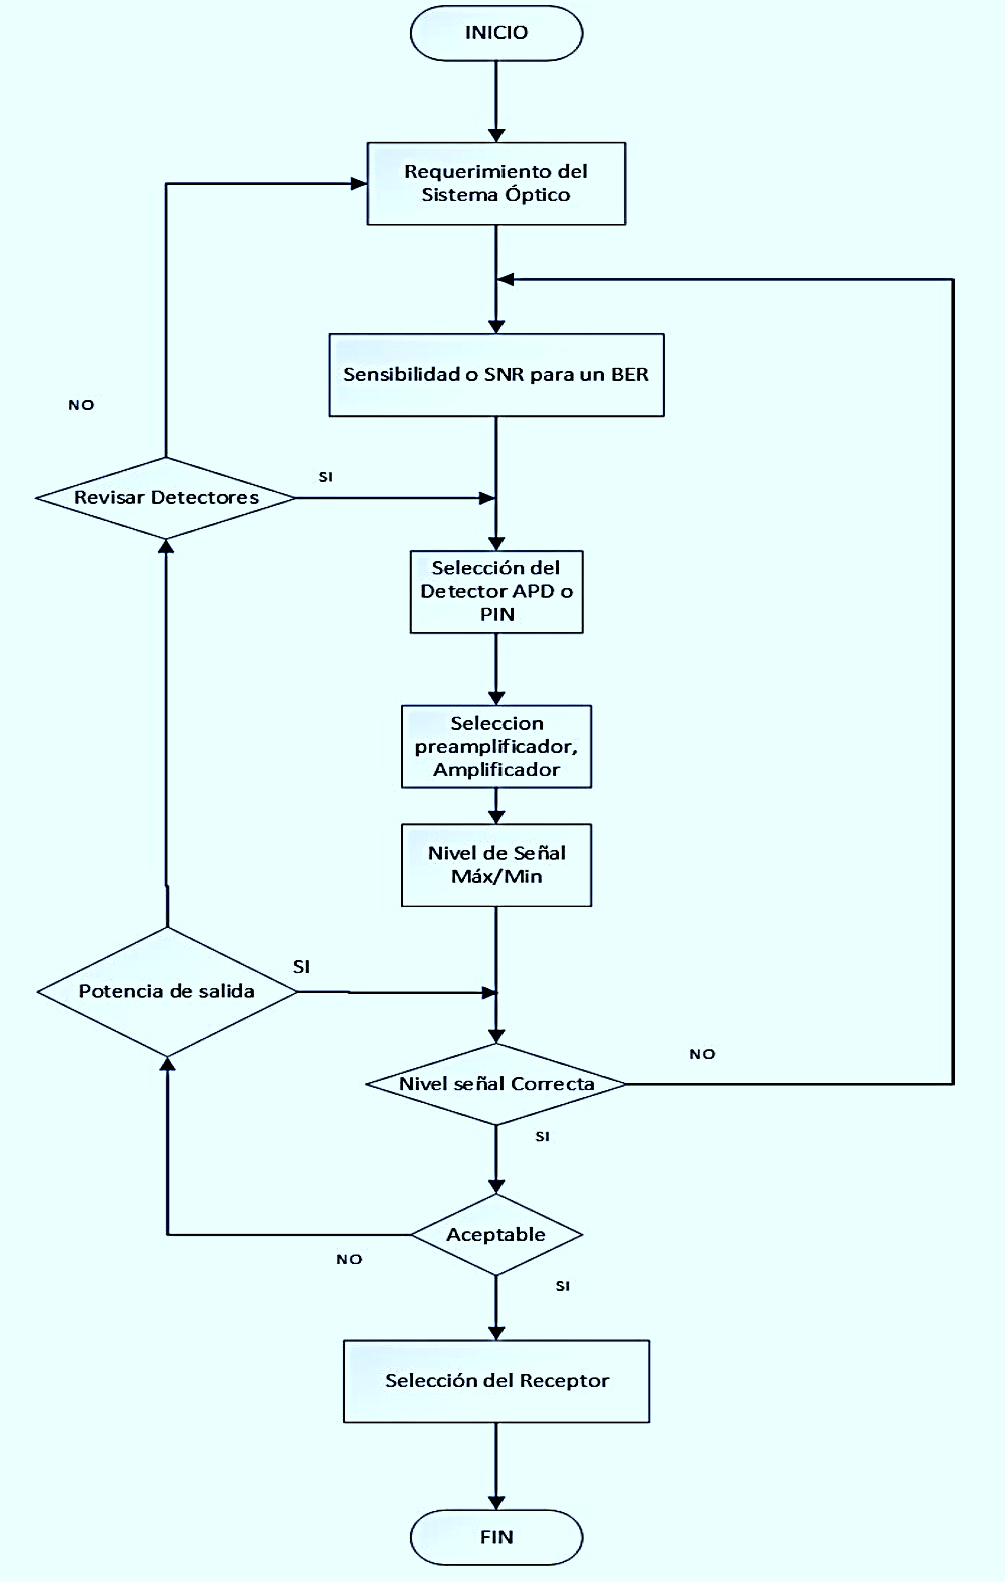 INICIO
Requerimiento del
Sistema Óptico
Sensibilidad o SNR para un BER
NO
Revisar Detectores
SI
Selección del
Detector APD o
PIN
Seleccion
preamplificador,
Amplificador
Nivel de Señal
Máx/Min
SI
Potencia de salida
Nivel señal Correcta
NO
SI
Aceptable
NO
SI
Selección del Receptor
FIN